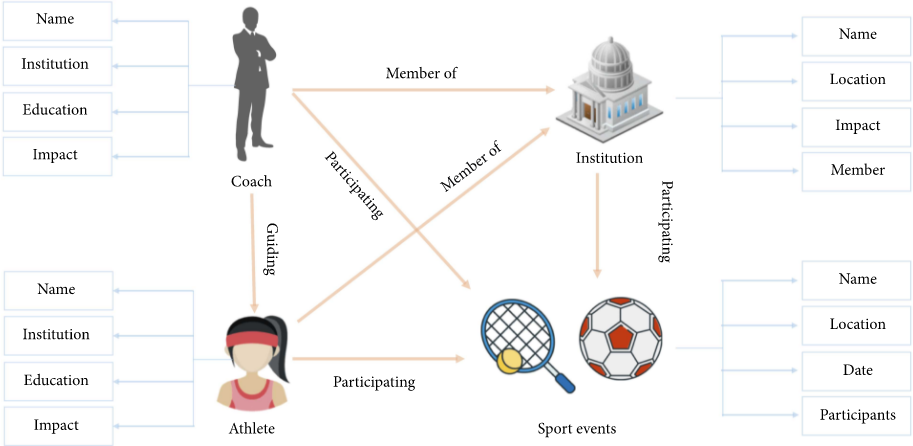 Name
Institution
Education
Impact
Coach
Member of
Institution
Name
Location
Impact
Member
Participating
Member of
Participating
Guiding
Name
Institution
Education
Impact
Athlete
Participating
Sport events
Name
Location
Date
Participants